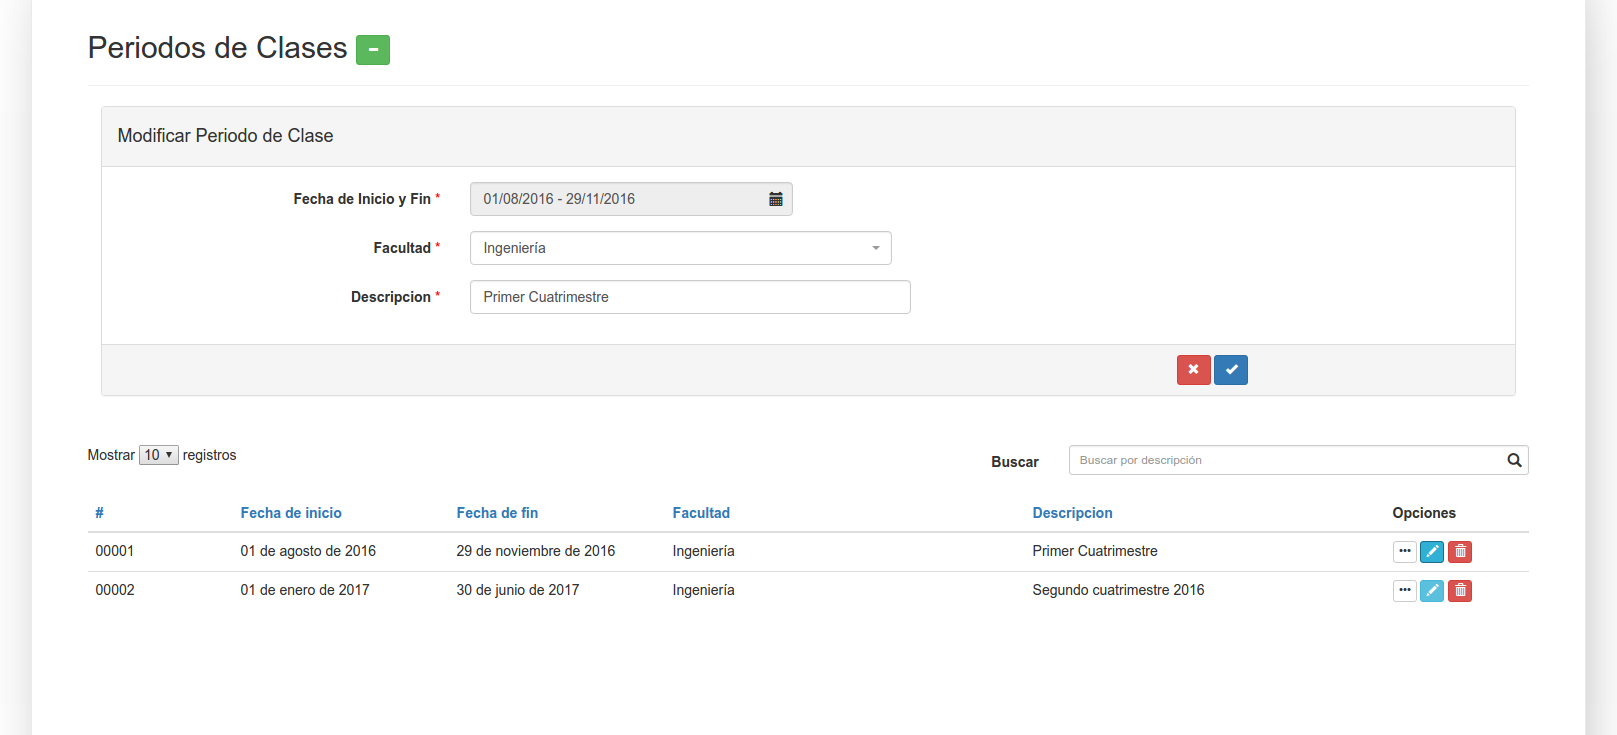 Periodos de Clases
Modificar Periodo de Clase
Fecha de Inicio y Fin * 01/08/2016 - 29/11/2016
Facultad * Ingeniería
Descripcion * Primer Cuatrimestre
Mostrar 10 registros Buscar Buscar por descripción
# Fecha de inicio Fecha de fin Facultad Descripcion Opciones
00001 01 de agosto de 2016 29 de noviembre de 2016 Ingeniería Primer Cuatrimestre
00002 01 de enero de 2017 30 de junio de 2017 Ingeniería Segundo cuatrimestre 2016